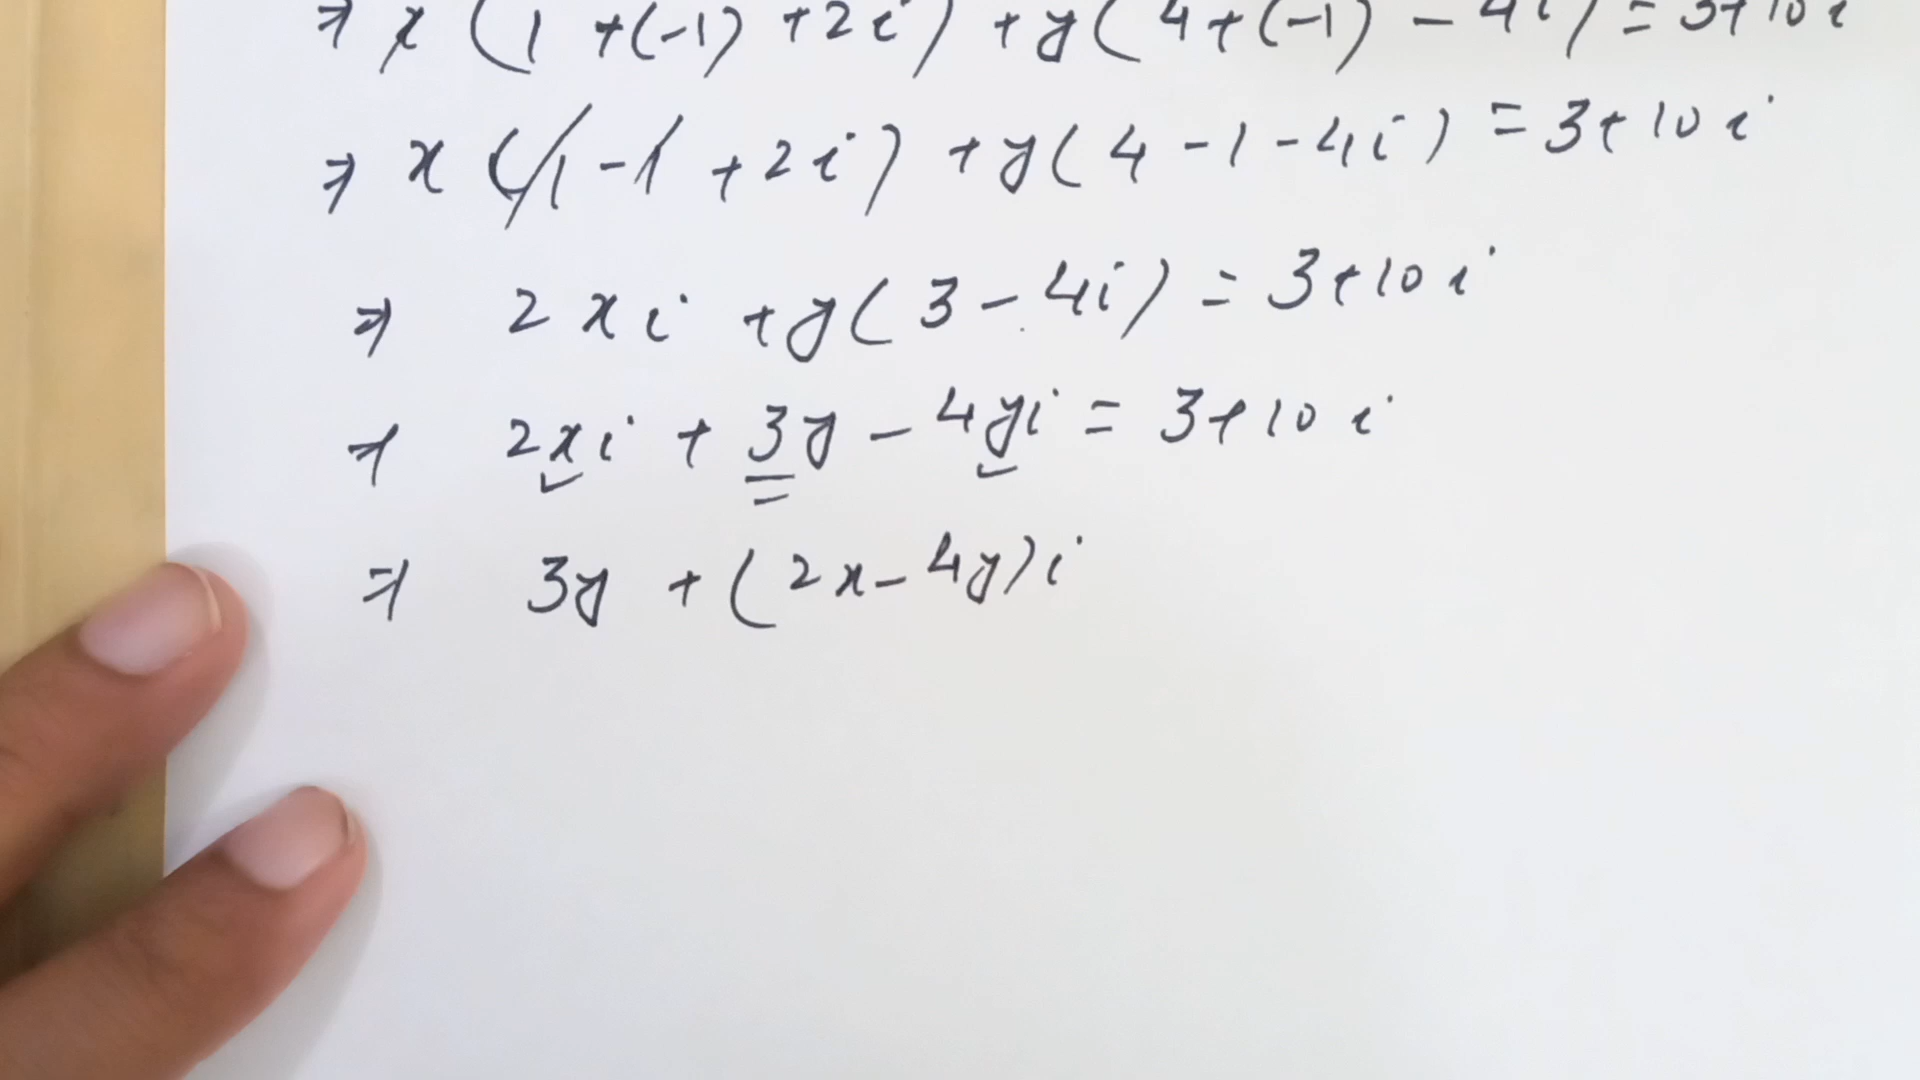 ⇒ x (1 +(-1) +2i) + y( 4+(-1) - 4i) = 3+10i
⇒ x (1 - 1 + 2i) + y( 4 - 1 - 4i) = 3+10i
⇒ 2xi + y( 3 - 4i) = 3+10i
⇒ 2xi + 3y - 4yi = 3+10i
⇒ 3y + (2x - 4y)i